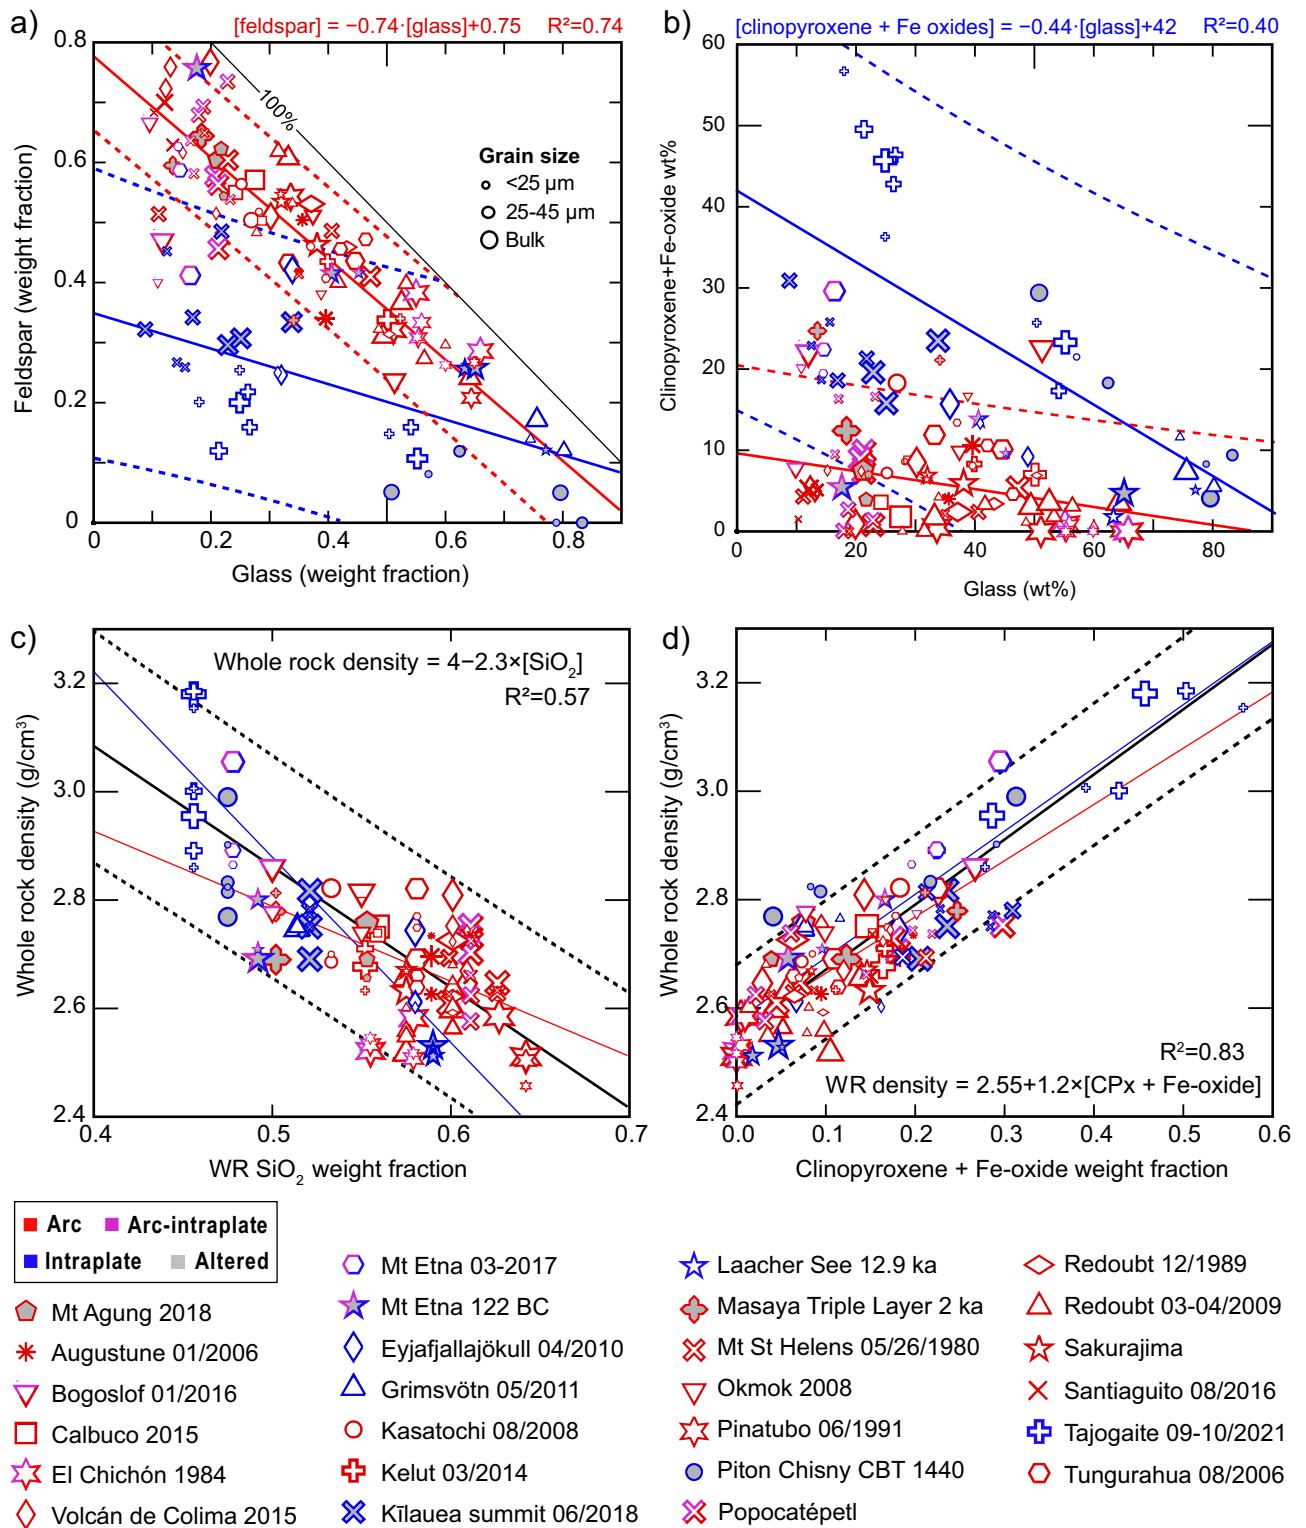 a)
[feldspar] = −0.74·[glass]+0.75 R²=0.74
0.8
0.6
0.4
0.2
0
Feldspar (weight fraction)
100%
Grain size
<25 µm
25-45 µm
Bulk
0 0.2 0.4 0.6 0.8
Glass (weight fraction)
b)
[clinopyroxene + Fe oxides] = −0.44·[glass]+42 R²=0.40
60
50
40
30
20
10
0
Clinopyroxene+Fe-oxide wt%
0 20 40 60 80
Glass (wt%)
c)
Whole rock density = 4−2.3×[SiO₂]
R²=0.57
3.2
3.0
2.8
2.6
2.4
Whole rock density (g/cm³)
0.4 0.5 0.6 0.7
WR SiO₂ weight fraction
d)
3.2
3.0
2.8
2.6
2.4
Whole rock density (g/cm³)
R²=0.83
WR density = 2.55+1.2×[CPx + Fe-oxide]
0.0 0.1 0.2 0.3 0.4 0.5 0.6
Clinopyroxene + Fe-oxide weight fraction
Arc Arc-intraplate
Intraplate Altered
Mt Agung 2018
Augustune 01/2006
Bogoslof 01/2016
Calbuco 2015
El Chichón 1984
Volcán de Colima 2015
Mt Etna 03-2017
Mt Etna 122 BC
Eyjafjallajökull 04/2010
Grimsvötn 05/2011
Kasatochi 08/2008
Kelut 03/2014
Kīlauea summit 06/2018
Laacher See 12.9 ka
Masaya Triple Layer 2 ka
Mt St Helens 05/26/1980
Okmok 2008
Pinatubo 06/1991
Piton Chisny CBT 1440
Popocatépetl
Redoubt 12/1989
Redoubt 03-04/2009
Sakurajima
Santiaguito 08/2016
Tajogaite 09-10/2021
Tungurahua 08/2006